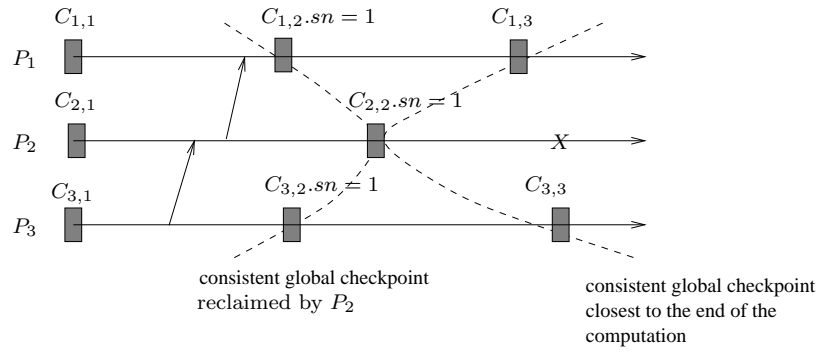 C1,1
C1,2.sn = 1
C1,3
P1
C2,1
C2,2.sn = 1
P2
X
C3,1
C3,2.sn = 1
C3,3
P3
consistent global checkpoint
reclaimed by P2
consistent global checkpoint
closest to the end of the
computation